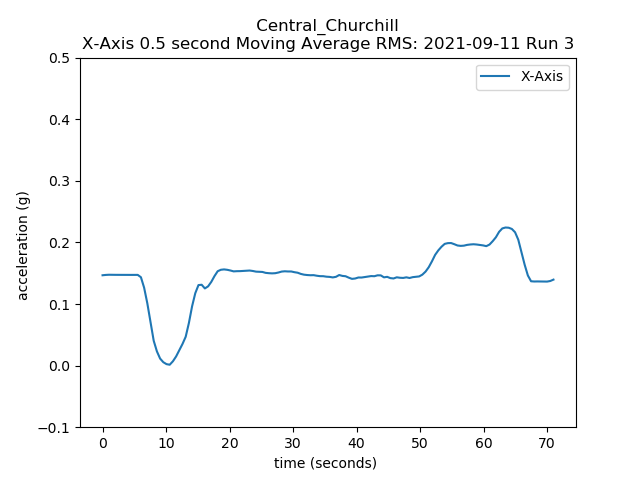 Central_Churchill
X-Axis 0.5 second Moving Average RMS: 2021-09-11 Run 3
X-Axis
0.5
0.4
0.3
0.2
0.1
0.0
−0.1
acceleration (g)
0 10 20 30 40 50 60 70
time (seconds)